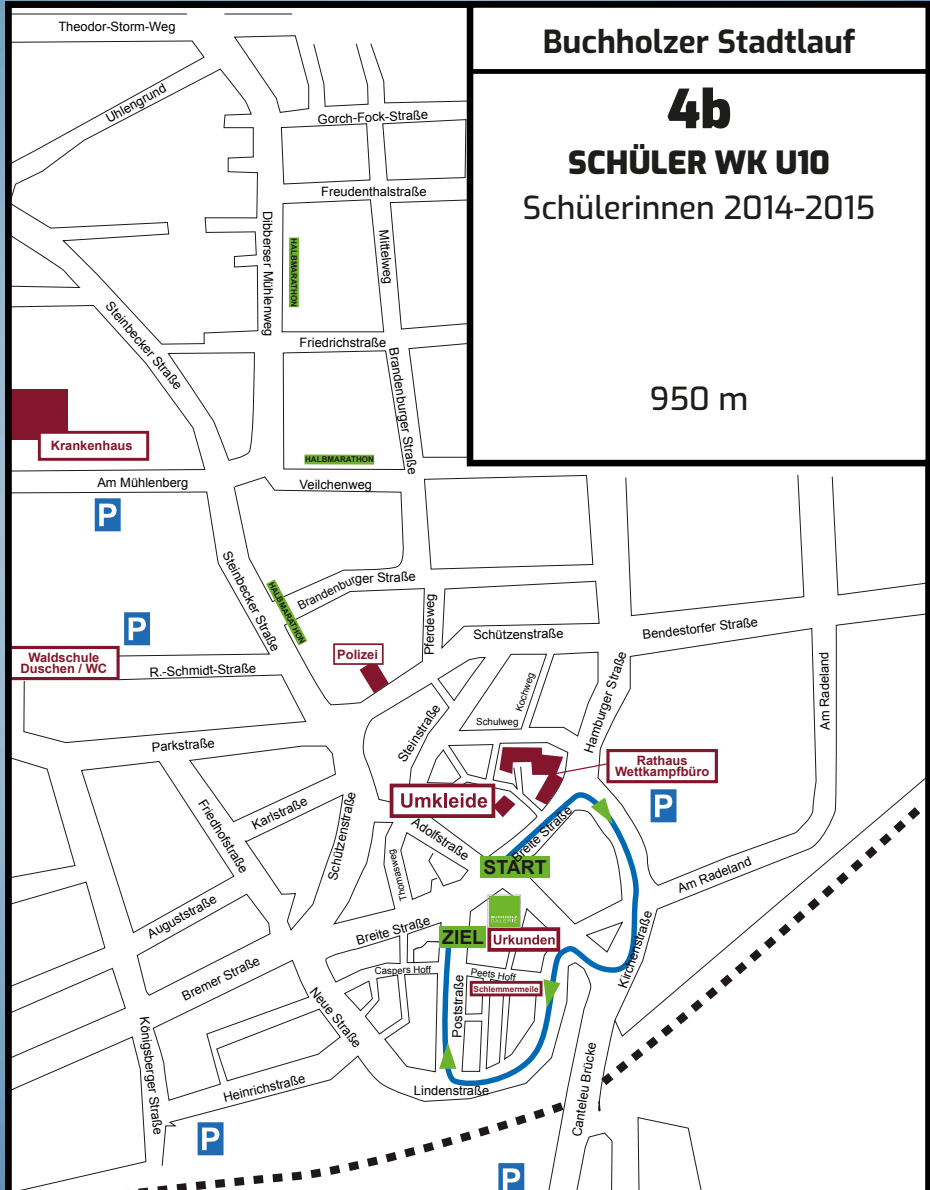 Buchholzer Stadtlauf
4b
SCHÜLER WK U10
Schülerinnen 2014-2015
950 m
Theodor-Storm-Weg
Uhlengrund
Gorch-Fock-Straße
Freudenthalstraße
Dibberser Mühlenweg
HALBMARATHON
Mittelweg
Steinbecker Straße
Friedrichstraße
Brandenburger Straße
Krankenhaus
HALBMARATHON
Am Mühlenberg
Veilchenweg
P
Steinbecker Straße
HALBMARATHON
Brandenburger Straße
Pferdeweg
P
Schützenstraße
Bendestorfer Straße
Waldschule
Duschen / WC
R.-Schmidt-Straße
Polizei
Kochweg
Schulweg
Hamburger Straße
Am Radeland
Parkstraße
Steinstraße
Rathaus
Wettkampfbüro
Umkleide
P
Friedhofstraße
Karlstraße
Schützenstraße
Adolfstraße
Breite Straße
START
Thomasweg
Am Radeland
Auguststraße
BUCHHOLZ
GALERIE
Breite Straße
ZIEL
Urkunden
Kirchenstraße
Bremer Straße
Caspers Hoff
Peets Hoff
Schlemmermeile
Neue Straße
Poststraße
Königsberger Straße
Heinrichstraße
Lindenstraße
Canteleu Brücke
P
P